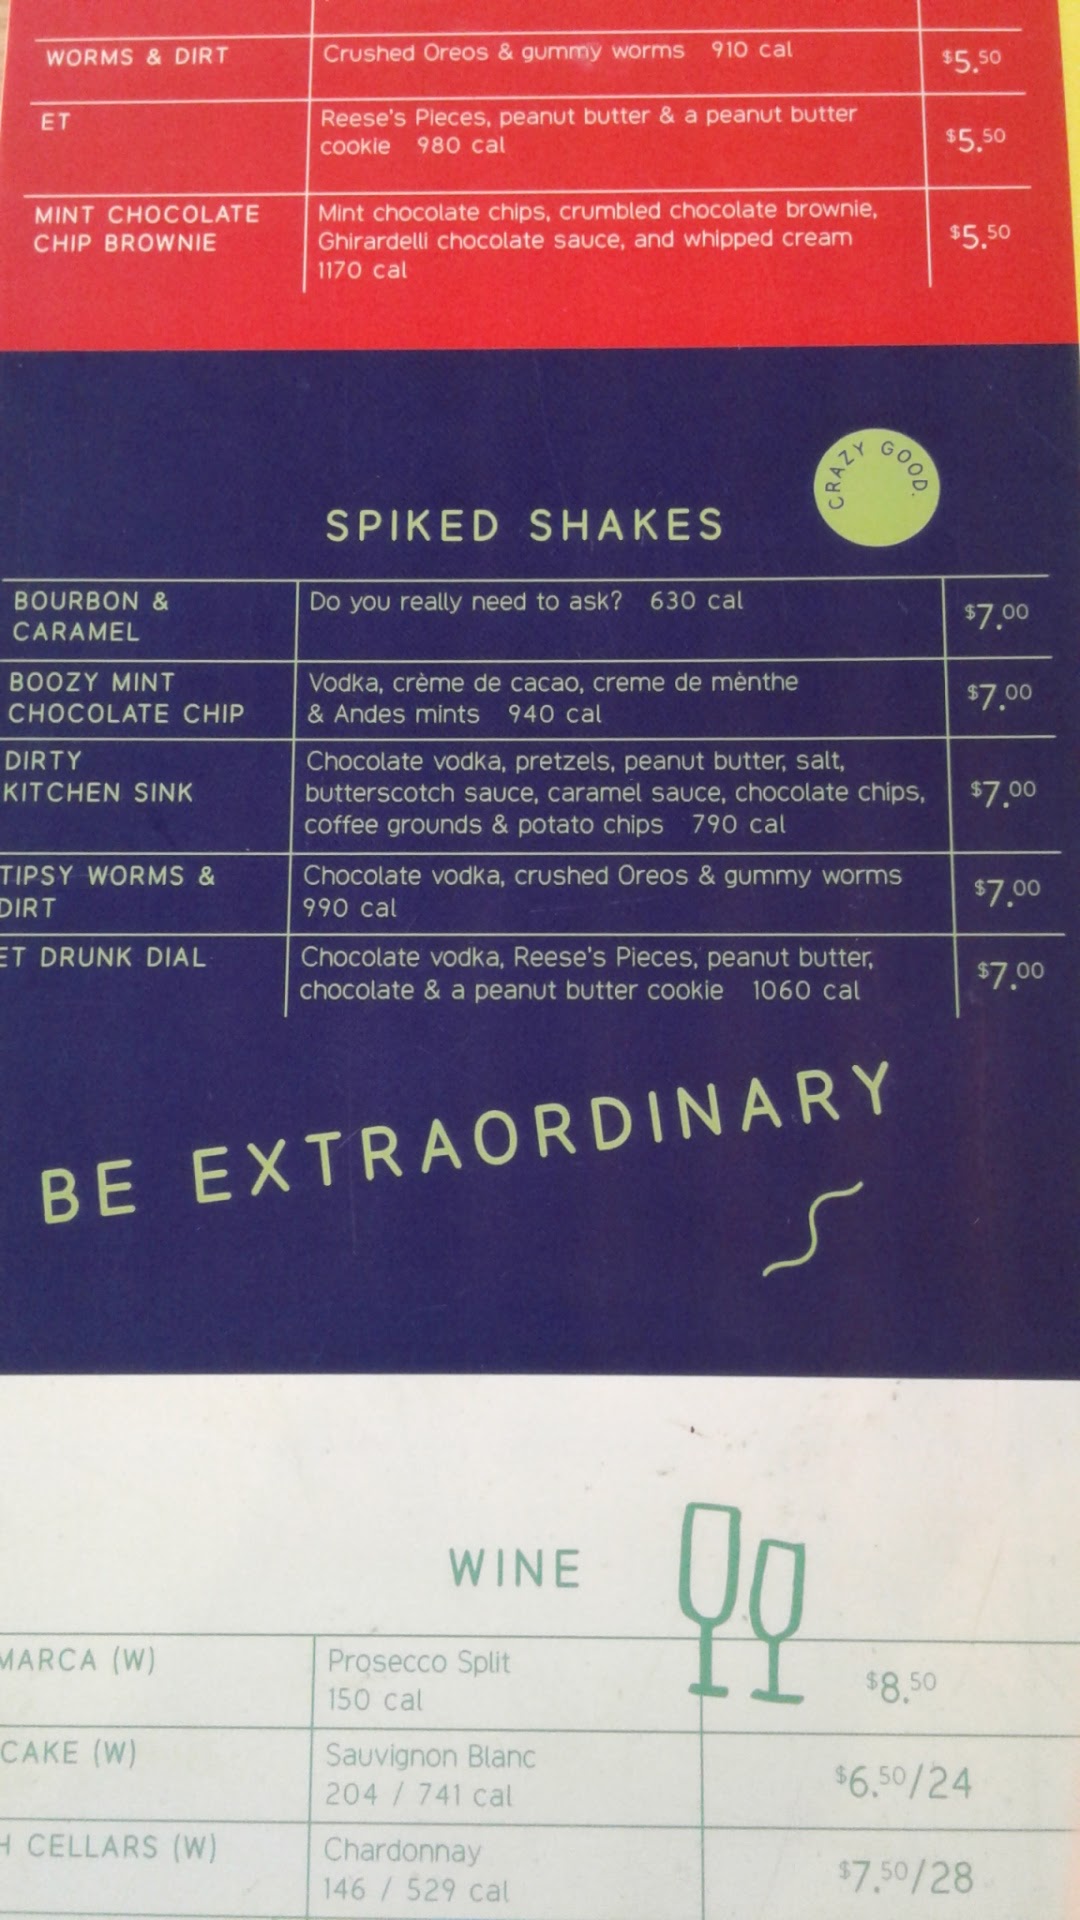 WORMS & DIRT Crushed Oreos & gummy worms 910 cal $5.50
ET Reese's Pieces, peanut butter & a peanut butter
cookie 980 cal $5.50
MINT CHOCOLATE Mint chocolate chips, crumbled chocolate brownie,
CHIP BROWNIE Ghirardelli chocolate sauce, and whipped cream $5.50
1170 cal
CRAZY GOOD.
SPIKED SHAKES
BOURBON & Do you really need to ask? 630 cal $7.00
CARAMEL
BOOZY MINT Vodka, crème de cacao, creme de mènthe $7.00
CHOCOLATE CHIP & Andes mints 940 cal
DIRTY Chocolate vodka, pretzels, peanut butter, salt,
KITCHEN SINK butterscotch sauce, caramel sauce, chocolate chips, $7.00
coffee grounds & potato chips 790 cal
TIPSY WORMS & Chocolate vodka, crushed Oreos & gummy worms $7.00
DIRT 990 cal
ET DRUNK DIAL Chocolate vodka, Reese's Pieces, peanut butter, $7.00
chocolate & a peanut butter cookie 1060 cal
BE EXTRAORDINARY
WINE
MARCA (W) Prosecco Split $8.50
150 cal
CAKE (W) Sauvignon Blanc $6.50/24
204 / 741 cal
H CELLARS (W) Chardonnay $7.50/28
146 / 529 cal